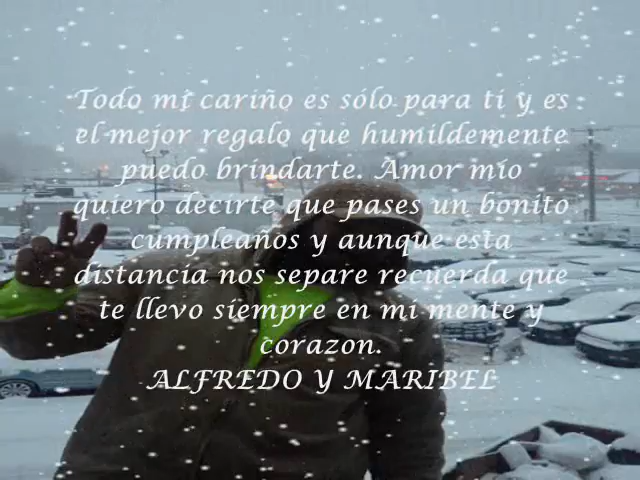 Todo mi cariño es sólo para ti y es
el mejor regalo que humildemente
puedo brindarte. Amor mío
quiero decirte que pases un bonito
cumpleaños y aunque esta
distancia nos separe recuerda que
te llevo siempre en mi mente y
corazon.
ALFREDO Y MARIBEL